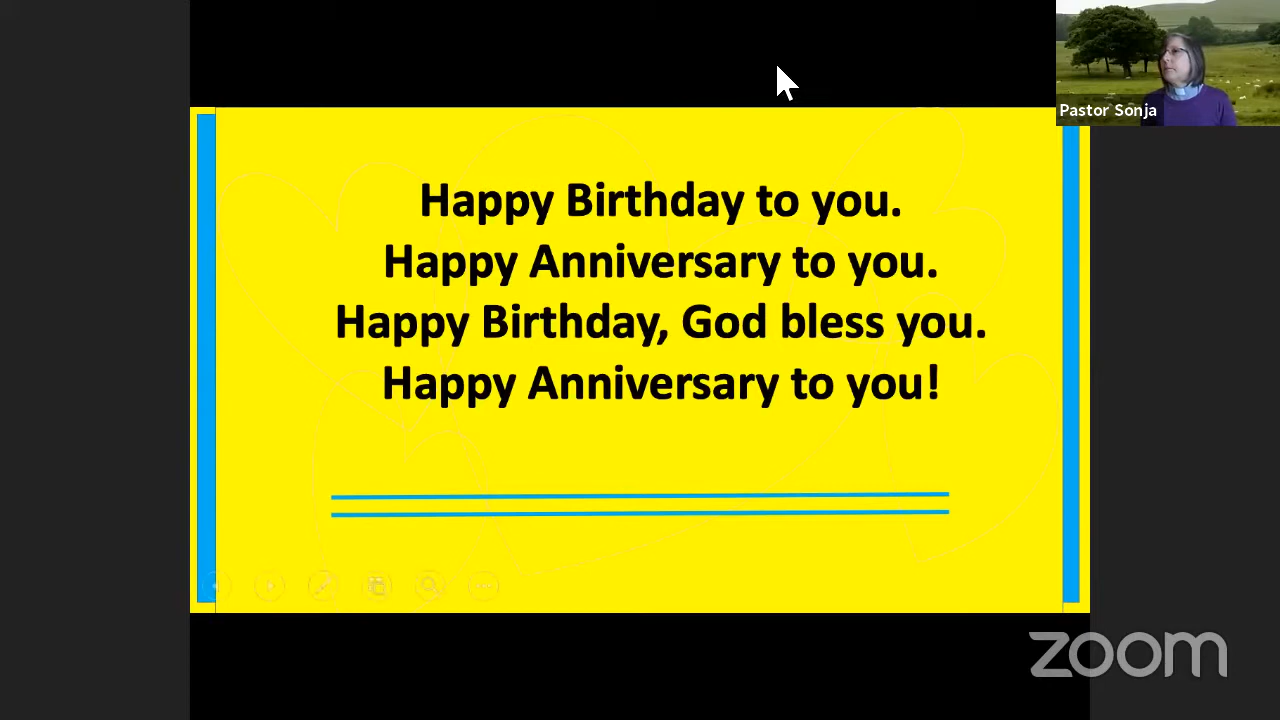 Pastor Sonja
Happy Birthday to you.
Happy Anniversary to you.
Happy Birthday, God bless you.
Happy Anniversary to you!
zoom